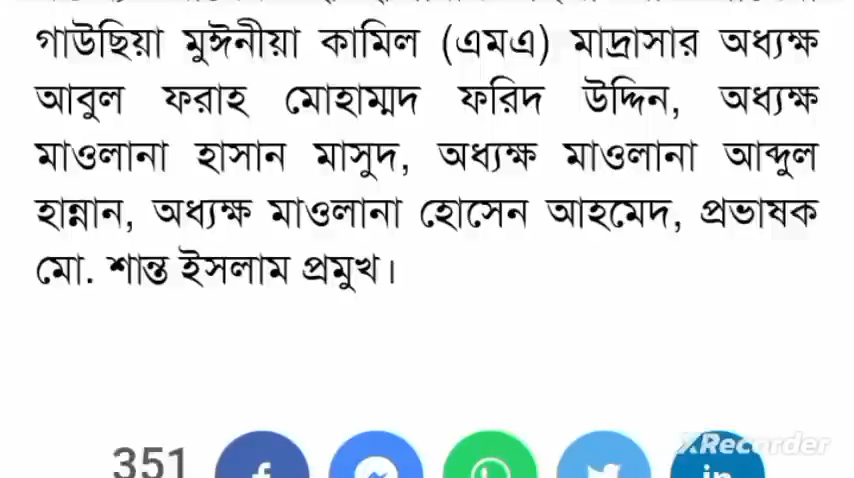 গাউছিয়া মুঈনীয়া কামিল (এমএ) মাদ্রাসার অধ্যক্ষ
আবুল ফরাহ মোহাম্মদ ফরিদ উদ্দিন, অধ্যক্ষ
মাওলানা হাসান মাসুদ, অধ্যক্ষ মাওলানা আব্দুল
হান্নান, অধ্যক্ষ মাওলানা হোসেন আহমেদ, প্রভাষক
মো. শান্ত ইসলাম প্রমুখ।
XRecorder
351 f in